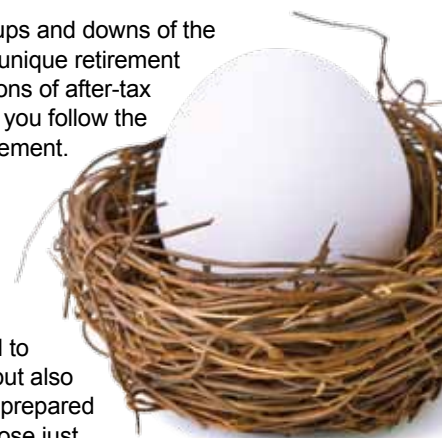 ups and downs of the
unique retirement
ons of after-tax
you follow the
ement.
to
out also
prepared
ose just